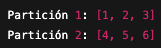 Partición 1: [1, 2, 3]
Partición 2: [4, 5, 6]